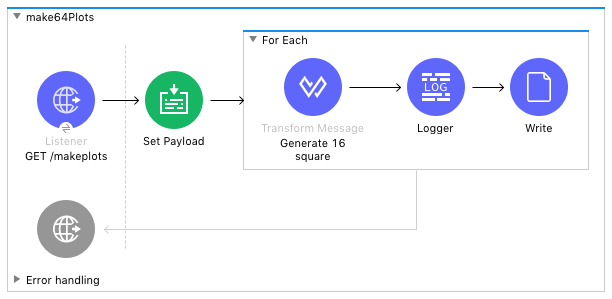 make64Plots
For Each
LOG
Listener
GET /makeplots
Set Payload
Transform Message
Generate 16
square
Logger
Write
Error handling